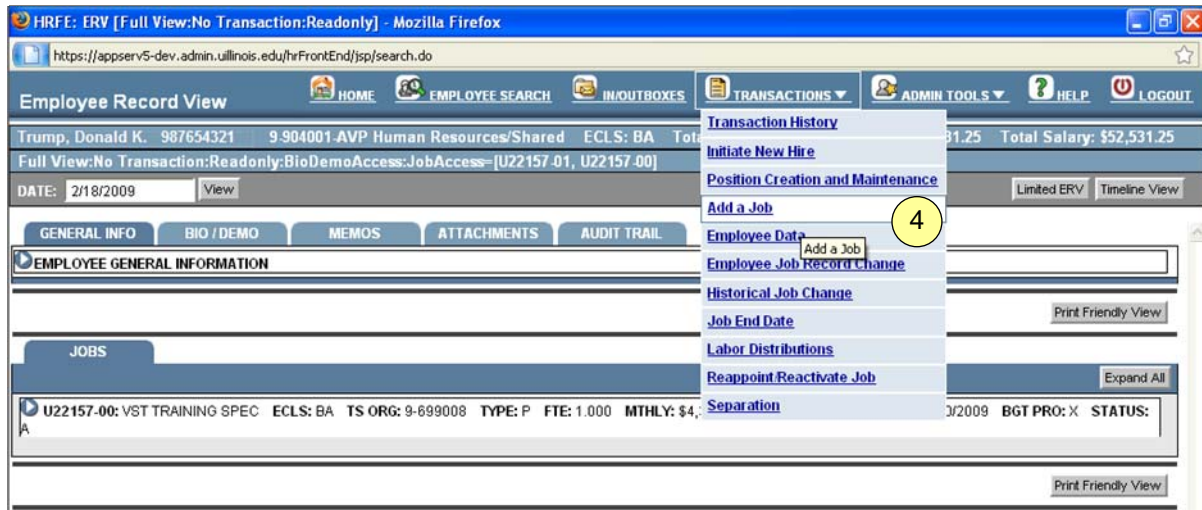 HRFE: ERV [Full View:No Transaction:Readonly] - Mozilla Firefox
https://appserv5-dev.admin.uillinois.edu/hrFrontEnd/jsp/search.do
Employee Record View HOME EMPLOYEE SEARCH IN/OUTBOXES TRANSACTIONS ADMIN TOOLS HELP LOGOUT
Trump, Donald K. 987654321 9-904001-AVP Human Resources/Shared ECLS: BA 31.25 Total Salary: $52,531.25
Full View:No Transaction:Readonly:BioDemoAccess:JobAccess=[U22157-01, U22157-00]
DATE: 2/18/2009 View Limited ERV Timeline View
Transaction History
Initiate New Hire
Position Creation and Maintenance
Add a Job
4
Employee Data
Add a Job
Employee Job Record Change
Historical Job Change
Job End Date
Labor Distributions
Reappoint/Reactivate Job
Separation
GENERAL INFO BIO / DEMO MEMOS ATTACHMENTS AUDIT TRAIL
EMPLOYEE GENERAL INFORMATION
Print Friendly View
JOBS
Expand All
U22157-00: VST TRAINING SPEC ECLS: BA TS ORG: 9-699008 TYPE: P FTE: 1.000 MTHLY: $4, 0/2009 BGT PRO: X STATUS:
A
Print Friendly View